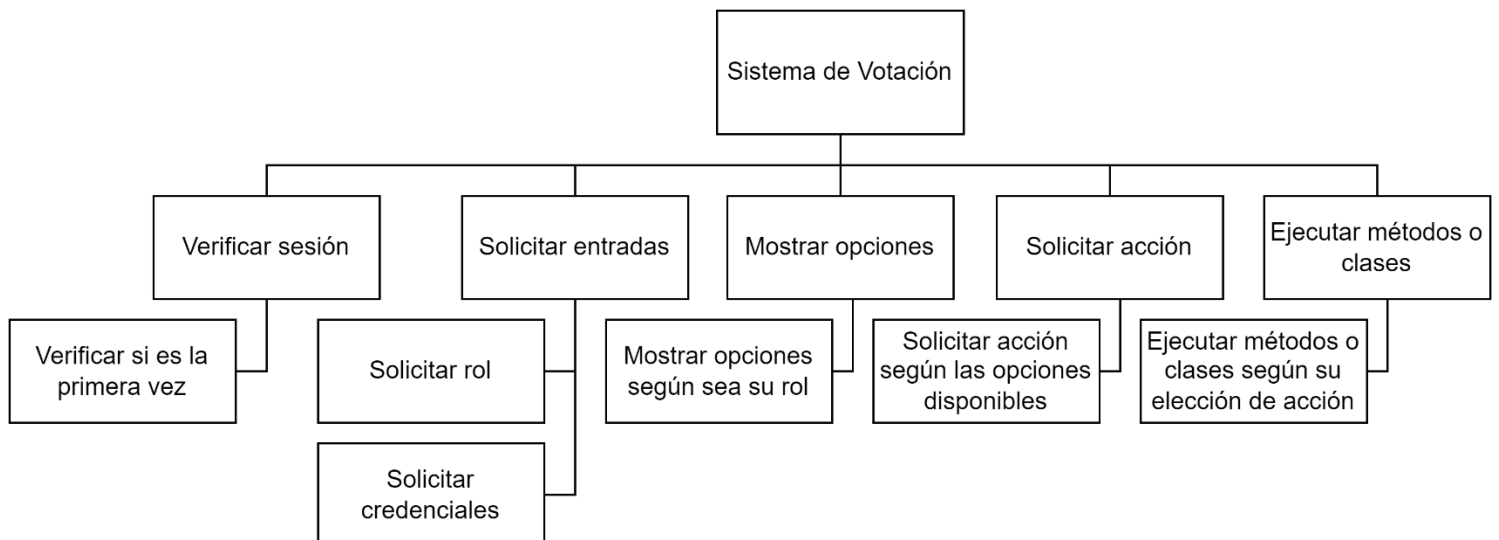 Sistema de Votación
Verificar sesión
Solicitar entradas
Mostrar opciones
Solicitar acción
Ejecutar métodos o
clases
Verificar si es la
primera vez
Solicitar rol
Mostrar opciones
según sea su rol
Solicitar acción
según las opciones
disponibles
Ejecutar métodos o
clases según su
elección de acción
Solicitar
credenciales